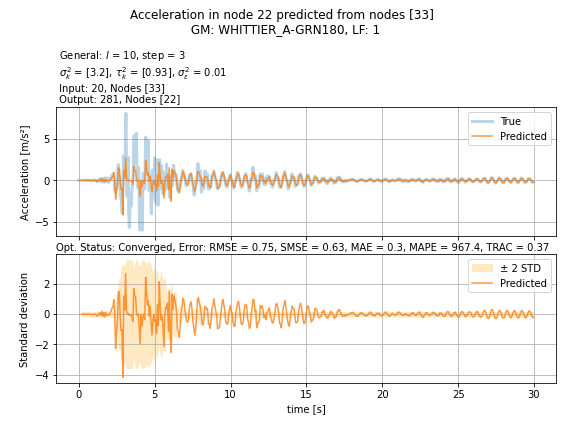 Acceleration in node 22 predicted from nodes [33]
GM: WHITTIER_A-GRN180, LF: 1
General: l = 10, step = 3
σ²ₖ = [3.2], τ²ₖ = [0.93], σ²ε = 0.01
Input: 20, Nodes [33]
Output: 281, Nodes [22]
Acceleration [m/s²]
5
0
−5
True
Predicted
Opt. Status: Converged, Error: RMSE = 0.75, SMSE = 0.63, MAE = 0.3, MAPE = 967.4, TRAC = 0.37
Standard deviation
2
0
−2
−4
± 2 STD
Predicted
0 5 10 15 20 25 30
time [s]